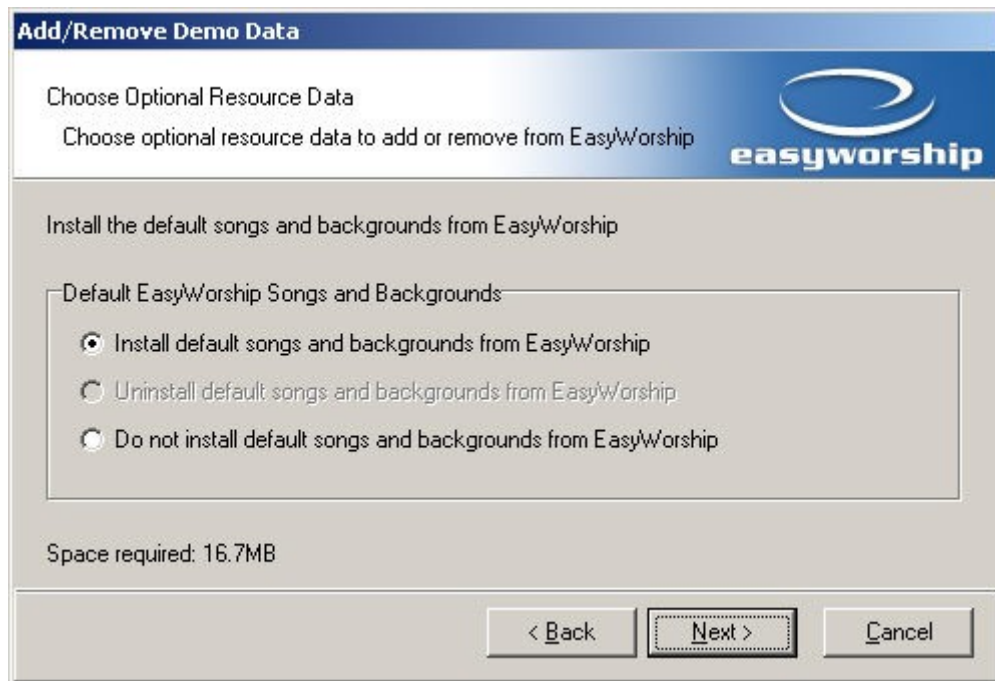 Add/Remove Demo Data
Choose Optional Resource Data
Choose optional resource data to add or remove from EasyWorship
easyworship
Install the default songs and backgrounds from EasyWorship
Default EasyWorship Songs and Backgrounds
Install default songs and backgrounds from EasyWorship
Uninstall default songs and backgrounds from EasyWorship
Do not install default songs and backgrounds from EasyWorship
Space required: 16.7MB
< Back Next > Cancel